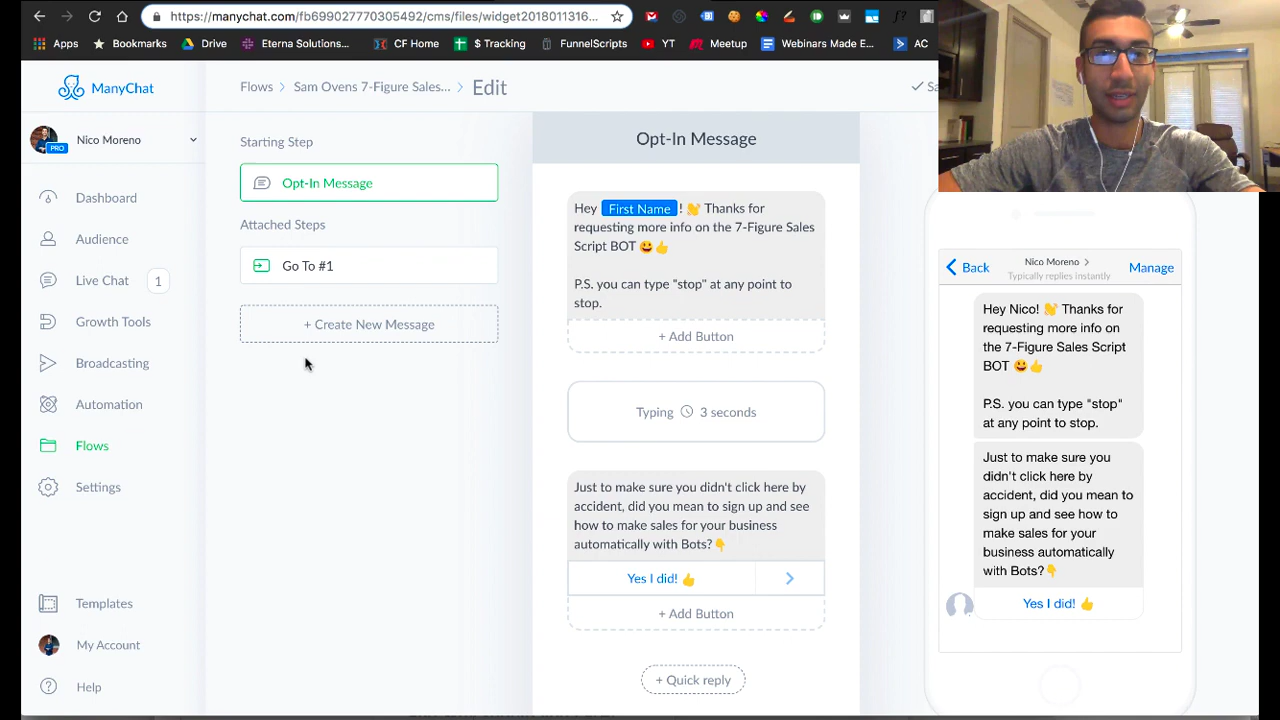 https://manychat.com/fb699027770305492/cms/files/widget2018011316...
f?
Apps
Bookmarks
Drive
Eterna Solutions...
CF Home
$ Tracking
FunnelScripts
YT
Meetup
Webinars Made E...
AC
ManyChat
Flows
Sam Ovens 7-Figure Sales...
Edit
Sa
Nico Moreno
PRO
Dashboard
Audience
Live Chat
1
Growth Tools
Broadcasting
Automation
Flows
Settings
Templates
My Account
Help
Starting Step
Opt-In Message
Attached Steps
Go To #1
+ Create New Message
Opt-In Message
Hey First Name ! 👋 Thanks for
requesting more info on the 7-Figure Sales
Script BOT 😀👍
P.S. you can type "stop" at any point to
stop.
+ Add Button
Typing 3 seconds
Just to make sure you didn't click here by
accident, did you mean to sign up and see
how to make sales for your business
automatically with Bots?👇
Yes I did! 👍
+ Add Button
+ Quick reply
Back
Nico Moreno >
Typically replies instantly
Manage
Hey Nico! 👋 Thanks for
requesting more info on
the 7-Figure Sales Script
BOT 😀👍
P.S. you can type "stop"
at any point to stop.
Just to make sure you
didn't click here by
accident, did you mean to
sign up and see how to
make sales for your
business automatically
with Bots?👇
Yes I did! 👍